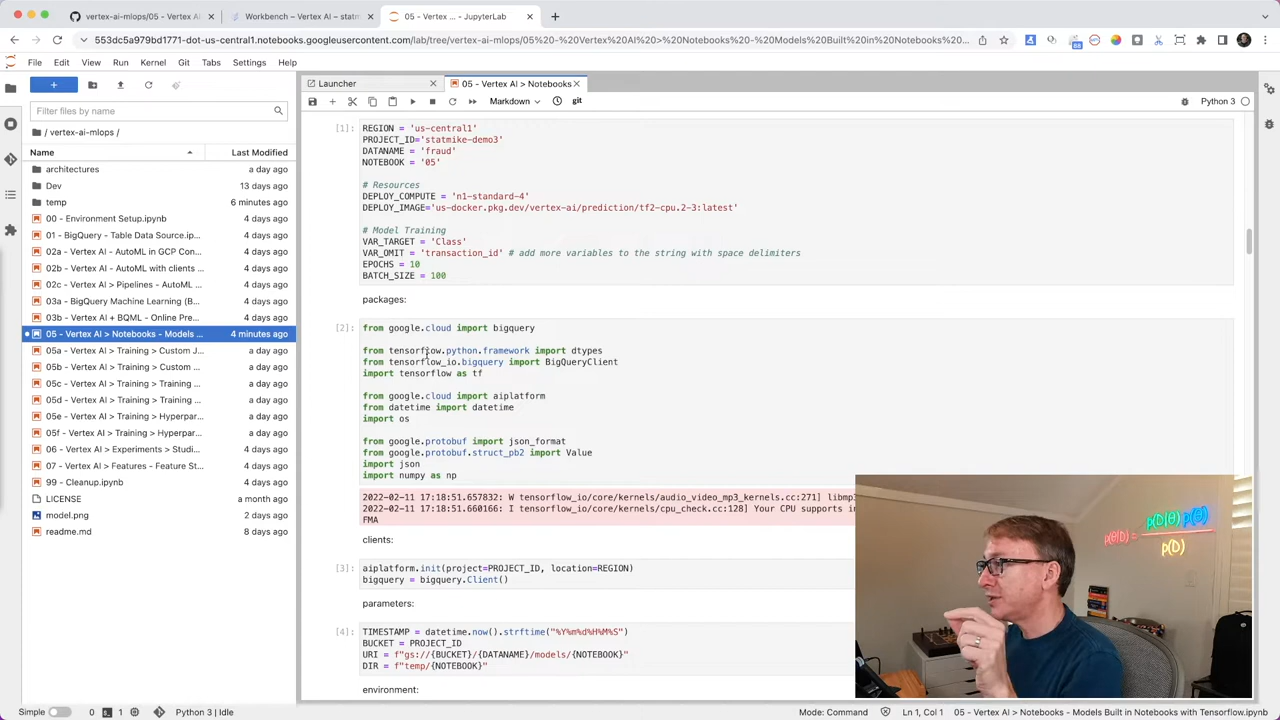 vertex-ai-mlops/05 - Vertex AI
Workbench – Vertex AI – statm
05 - Vertex ... - JupyterLab
553dc5a979bd1771-dot-us-central1.notebooks.googleusercontent.com/lab/tree/vertex-ai-mlops/05%20-%20Vertex%20AI%20>%20Notebooks%20-%20Models%20Built%20in%20Notebooks%20...
File Edit View Run Kernel Git Tabs Settings Help
Launcher
05 - Vertex AI > Notebooks
Markdown
git
Python 3
Filter files by name
/ vertex-ai-mlops /
Name Last Modified
architectures a day ago
Dev 13 days ago
temp 6 minutes ago
00 - Environment Setup.ipynb 4 days ago
01 - BigQuery - Table Data Source.ip... 4 days ago
02a - Vertex AI - AutoML in GCP Con... 4 days ago
02b - Vertex AI - AutoML with clients ... 4 days ago
02c - Vertex AI > Pipelines - AutoML ... 4 days ago
03a - BigQuery Machine Learning (B... 4 days ago
03b - Vertex AI + BQML - Online Pre... 4 days ago
05 - Vertex AI > Notebooks - Models ... 4 minutes ago
05a - Vertex AI > Training > Custom J... a day ago
05b - Vertex AI > Training > Custom ... a day ago
05c - Vertex AI > Training > Training ... a day ago
05d - Vertex AI > Training > Training ... a day ago
05e - Vertex AI > Training > Hyperpar... a day ago
05f - Vertex AI > Training > Hyperpar... a day ago
06 - Vertex AI > Experiments > Studi... 4 days ago
07 - Vertex AI > Features - Feature St... 4 days ago
99 - Cleanup.ipynb 4 days ago
LICENSE a month ago
model.png 2 days ago
readme.md 8 days ago
[1]: REGION = 'us-central1'
PROJECT_ID='statmike-demo3'
DATANAME = 'fraud'
NOTEBOOK = '05'
# Resources
DEPLOY_COMPUTE = 'n1-standard-4'
DEPLOY_IMAGE='us-docker.pkg.dev/vertex-ai/prediction/tf2-cpu.2-3:latest'
# Model Training
VAR_TARGET = 'Class'
VAR_OMIT = 'transaction_id' # add more variables to the string with space delimiters
EPOCHS = 10
BATCH_SIZE = 100
packages:
[2]: from google.cloud import bigquery
from tensorflow.python.framework import dtypes
from tensorflow_io.bigquery import BigQueryClient
import tensorflow as tf
from google.cloud import aiplatform
from datetime import datetime
import os
from google.protobuf import json_format
from google.protobuf.struct_pb2 import Value
import json
import numpy as np
2022-02-11 17:18:51.657832: W tensorflow_io/core/kernels/audio_video_mp3_kernels.cc:271] libmp3
2022-02-11 17:18:51.660166: I tensorflow_io/core/kernels/cpu_check.cc:128] Your CPU supports in
FMA
clients:
[3]: aiplatform.init(project=PROJECT_ID, location=REGION)
bigquery = bigquery.Client()
parameters:
[4]: TIMESTAMP = datetime.now().strftime("%Y%m%d%H%M%S")
BUCKET = PROJECT_ID
URI = f"gs://{BUCKET}/{DATANAME}/models/{NOTEBOOK}"
DIR = f"temp/{NOTEBOOK}"
environment:
p(θ|D)= p(D|θ) p(θ)
p(D)
Simple 0 1 Python 3 | Idle Mode: Command Ln 1, Col 1 05 - Vertex AI > Notebooks - Models Built in Notebooks with Tensorflow.ipynb